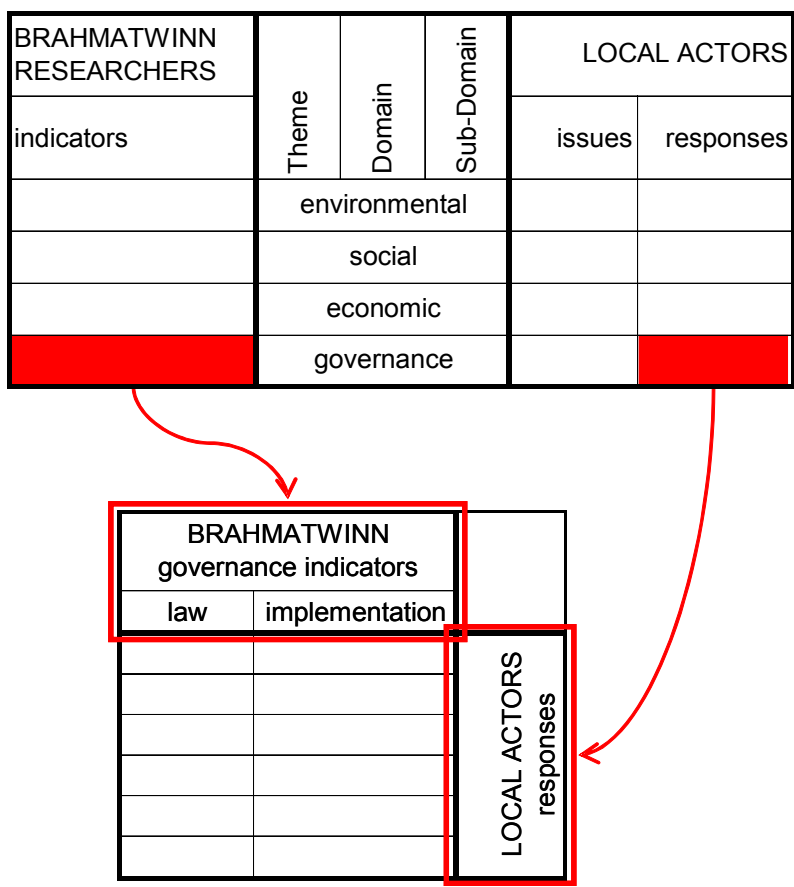 BRAHMATWINN
RESEARCHERS
Theme
Domain
Sub-Domain
LOCAL ACTORS
indicators
issues
responses
environmental
social
economic
governance
BRAHMATWINN
governance indicators
law
implementation
LOCAL ACTORS
responses